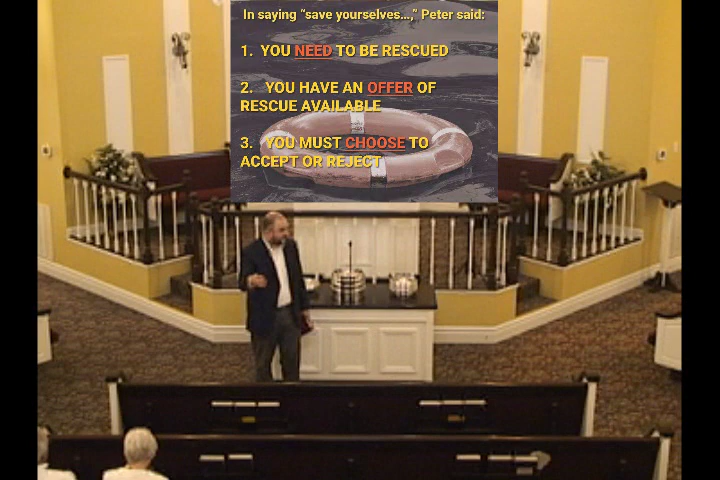 In saying “save yourselves…,” Peter said:
1. YOU NEED TO BE RESCUED
2. YOU HAVE AN OFFER OF
RESCUE AVAILABLE
3. YOU MUST CHOOSE TO
ACCEPT OR REJECT